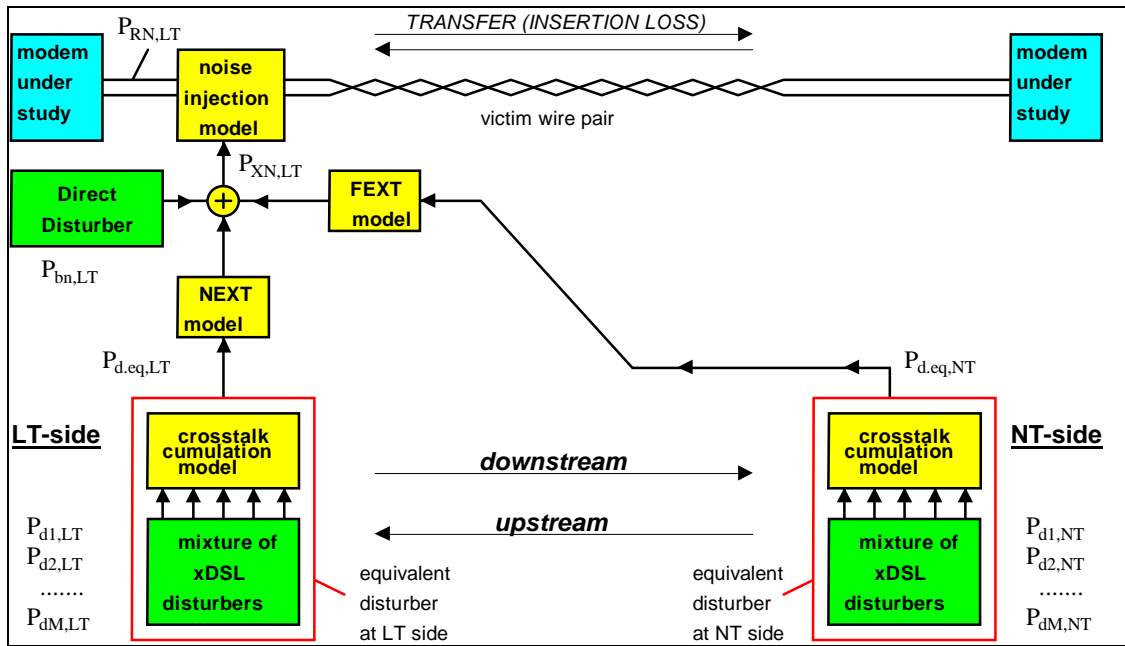 P_RN,LT
TRANSFER (INSERTION LOSS)
modem
under
study
noise
injection
model
modem
under
study
victim wire pair
P_XN,LT
Direct
Disturber
+
FEXT
model
P_bn,LT
NEXT
model
P_d.eq,LT
P_d.eq,NT
LT-side
crosstalk
cumulation
model
downstream
crosstalk
cumulation
model
NT-side
upstream
P_d1,LT
P_d2,LT
.......
P_dM,LT
mixture of
xDSL
disturbers
equivalent
disturber
at LT side
equivalent
disturber
at NT side
mixture of
xDSL
disturbers
P_d1,NT
P_d2,NT
.......
P_dM,NT